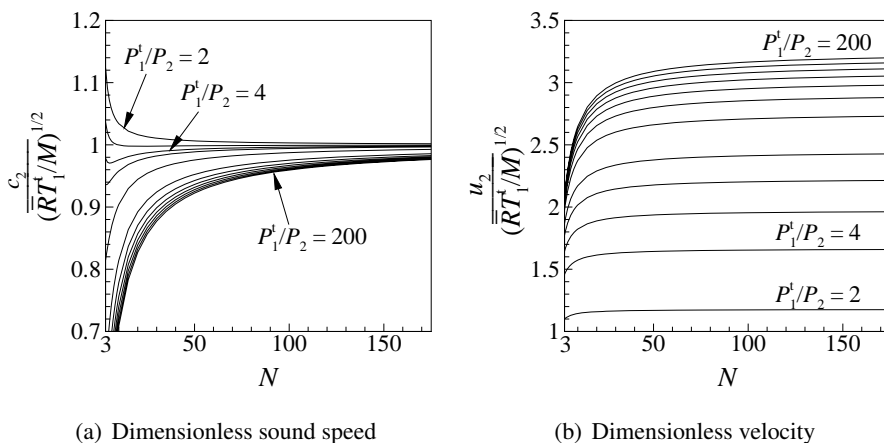 1.2
1.1
1
0.9
0.8
0.7
3 50 100 150
N
c₂
(R̿T₁ᵗ/M)^1/2
P₁ᵗ/P₂ = 2
P₁ᵗ/P₂ = 4
P₁ᵗ/P₂ = 200
(a) Dimensionless sound speed
3.5
3
2.5
2
1.5
1
3 50 100 150
N
u₂
(R̿T₁ᵗ/M)^1/2
P₁ᵗ/P₂ = 200
P₁ᵗ/P₂ = 4
P₁ᵗ/P₂ = 2
(b) Dimensionless velocity